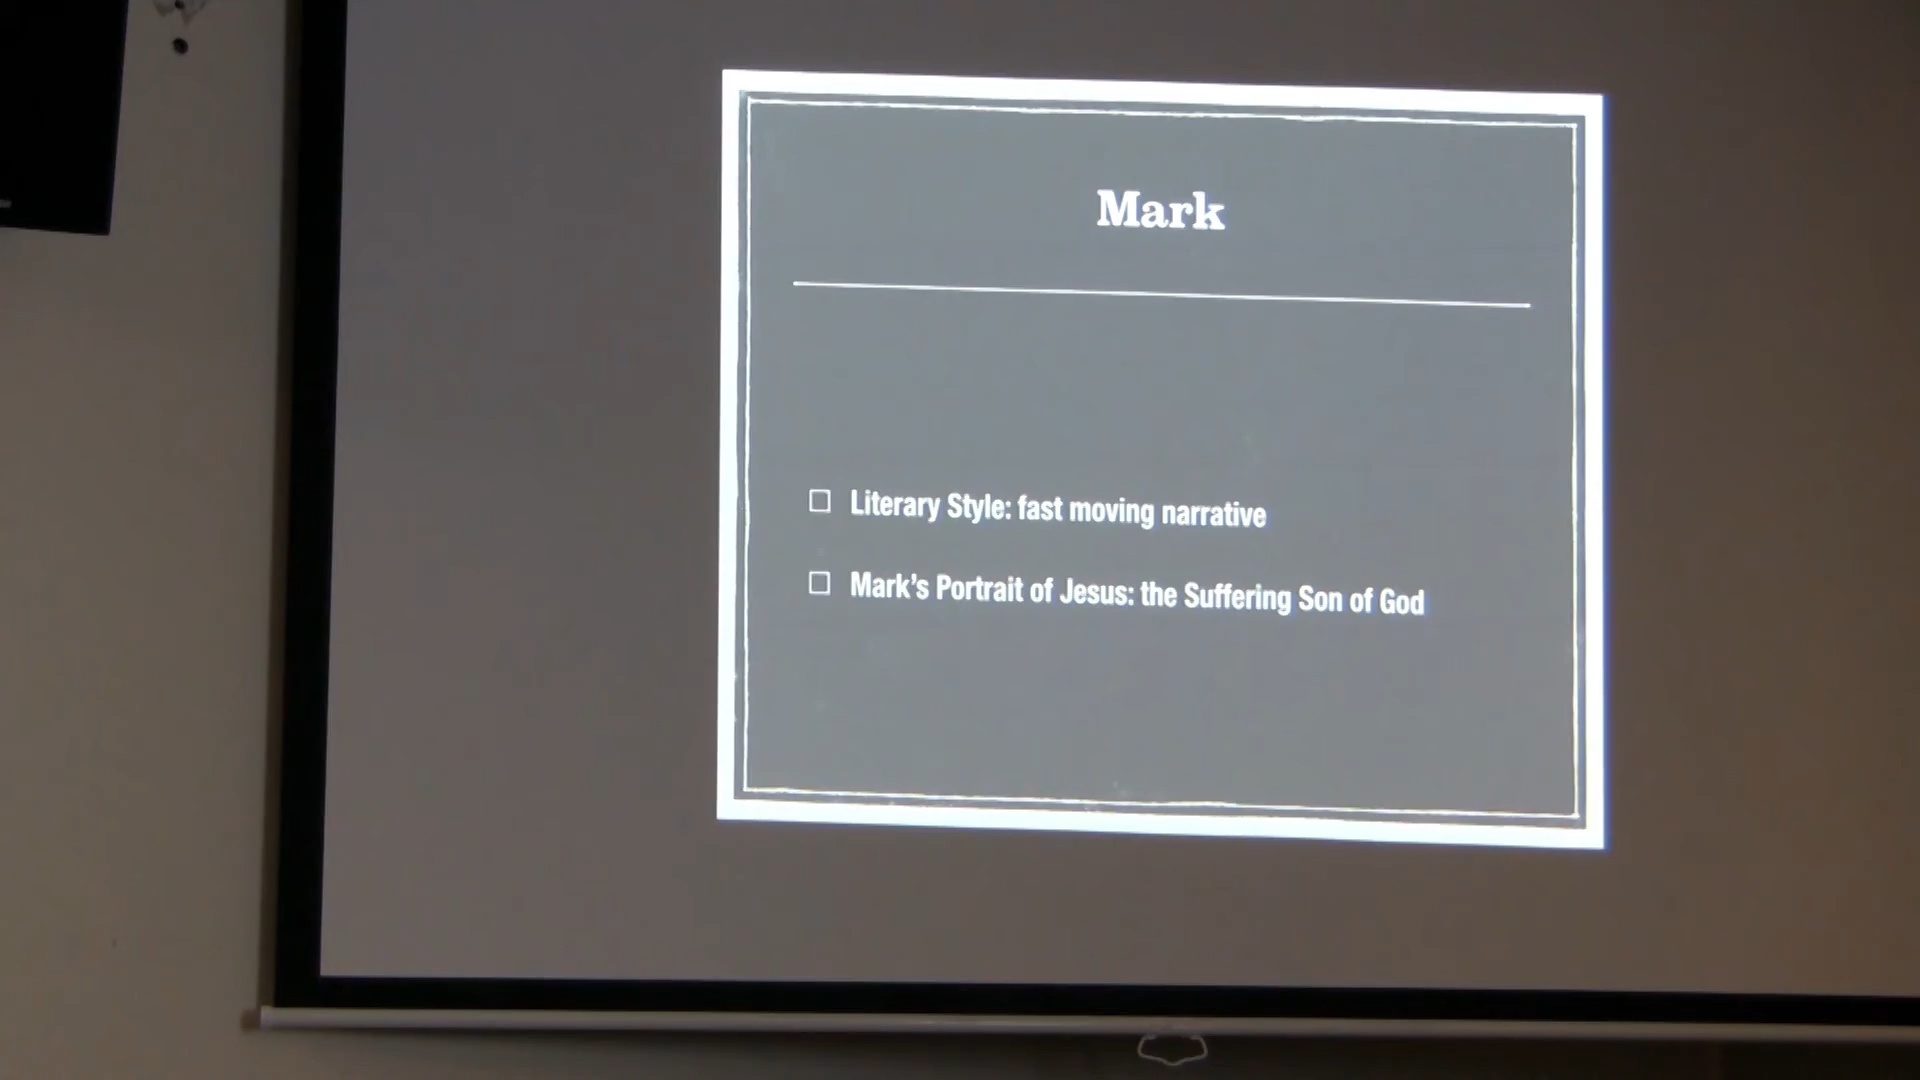 Mark
Literary Style: fast moving narrative
Mark's Portrait of Jesus: the Suffering Son of God